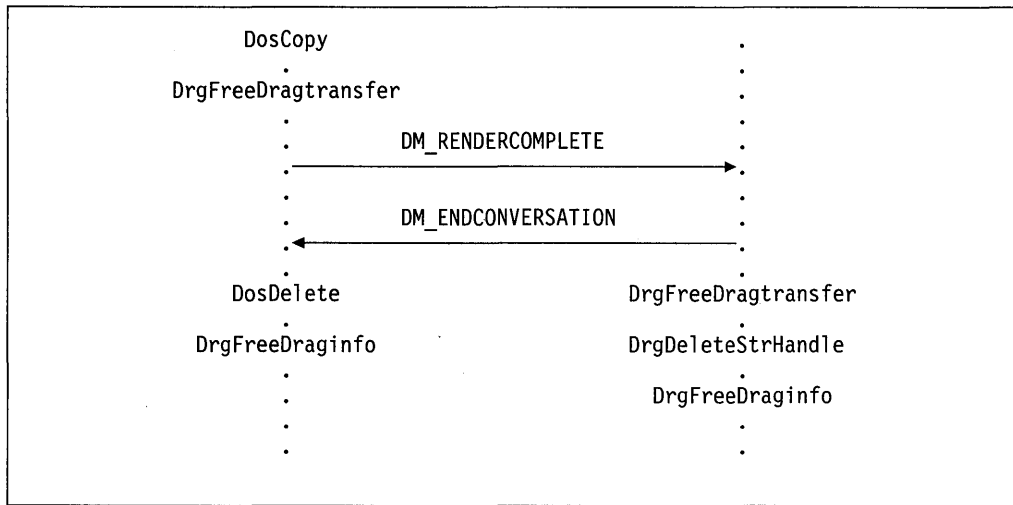 DosCopy
DrgFreeDragtransfer
DM_RENDERCOMPLETE
DM_ENDCONVERSATION
DosDelete DrgFreeDragtransfer
DrgFreeDraginfo DrgDeleteStrHandle
DrgFreeDraginfo